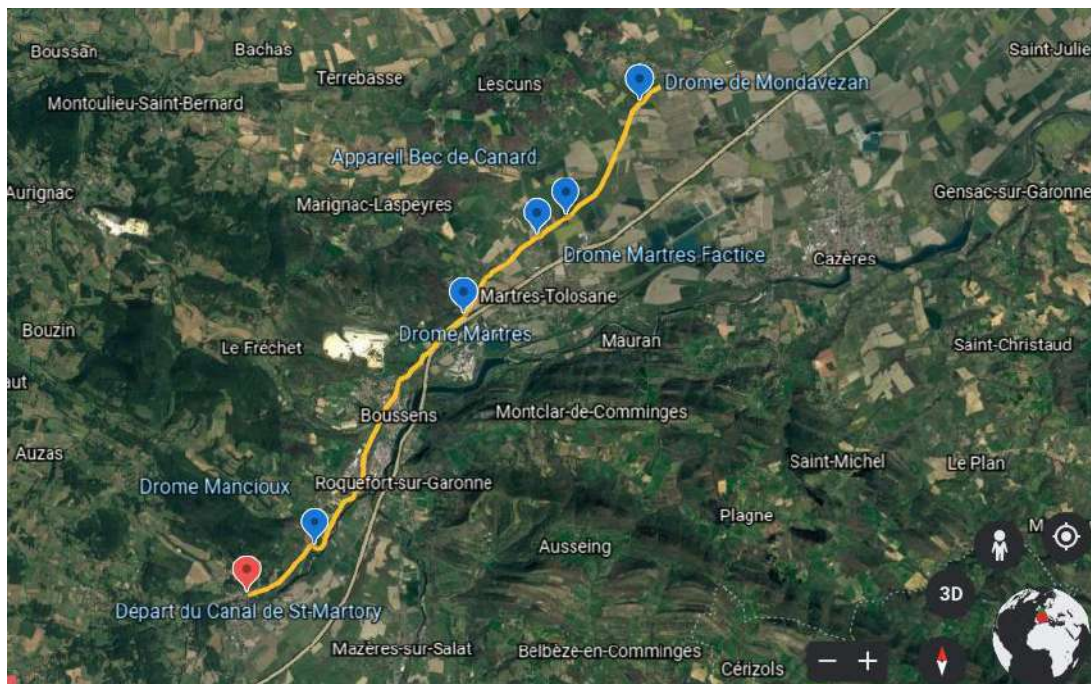 Boussan
Bachas
Saint-Julie
Terrebasse
Lescuns
Drome de Mondavezan
Montoulieu-Saint-Bernard
Appareil Bec de Canard
Aurignac
Marignac-Laspeyres
Gensac-sur-Garonne
Drome Martres Factice
Cazères
Martres-Tolosane
Bouzin
Le Fréchet
Drome Martres
Mauran
Saint-Christaud
aut
Boussens
Montclar-de-Comminges
Auzas
Saint-Michel
Le Plan
Drome Mancioux
Roquefort-sur-Garonne
Plagne
M
Ausseing
3D
Départ du Canal de St-Martory
Mazères-sur-Salat
Belbèze-en-Comminges
Cérizols